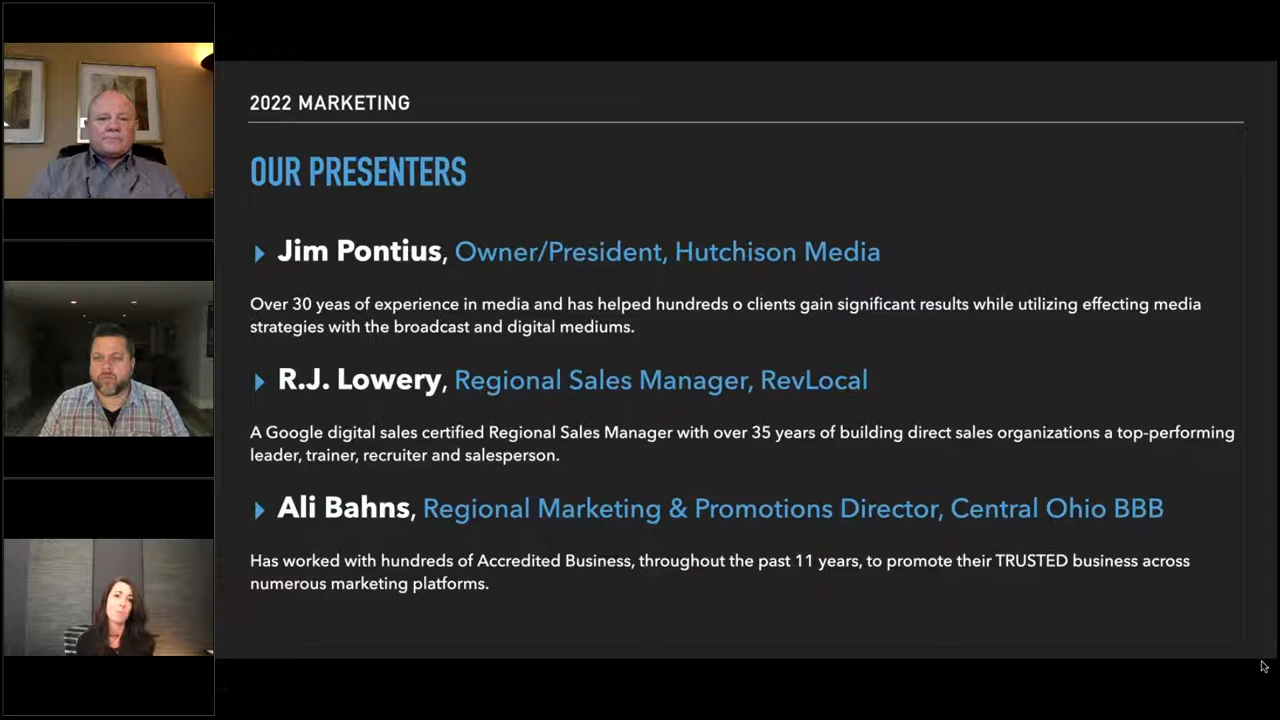 2022 MARKETING
OUR PRESENTERS
Jim Pontius, Owner/President, Hutchison Media
Over 30 yeas of experience in media and has helped hundreds o clients gain significant results while utilizing effecting media
strategies with the broadcast and digital mediums.
R.J. Lowery, Regional Sales Manager, RevLocal
A Google digital sales certified Regional Sales Manager with over 35 years of building direct sales organizations a top-performing
leader, trainer, recruiter and salesperson.
Ali Bahns, Regional Marketing & Promotions Director, Central Ohio BBB
Has worked with hundreds of Accredited Business, throughout the past 11 years, to promote their TRUSTED business across
numerous marketing platforms.